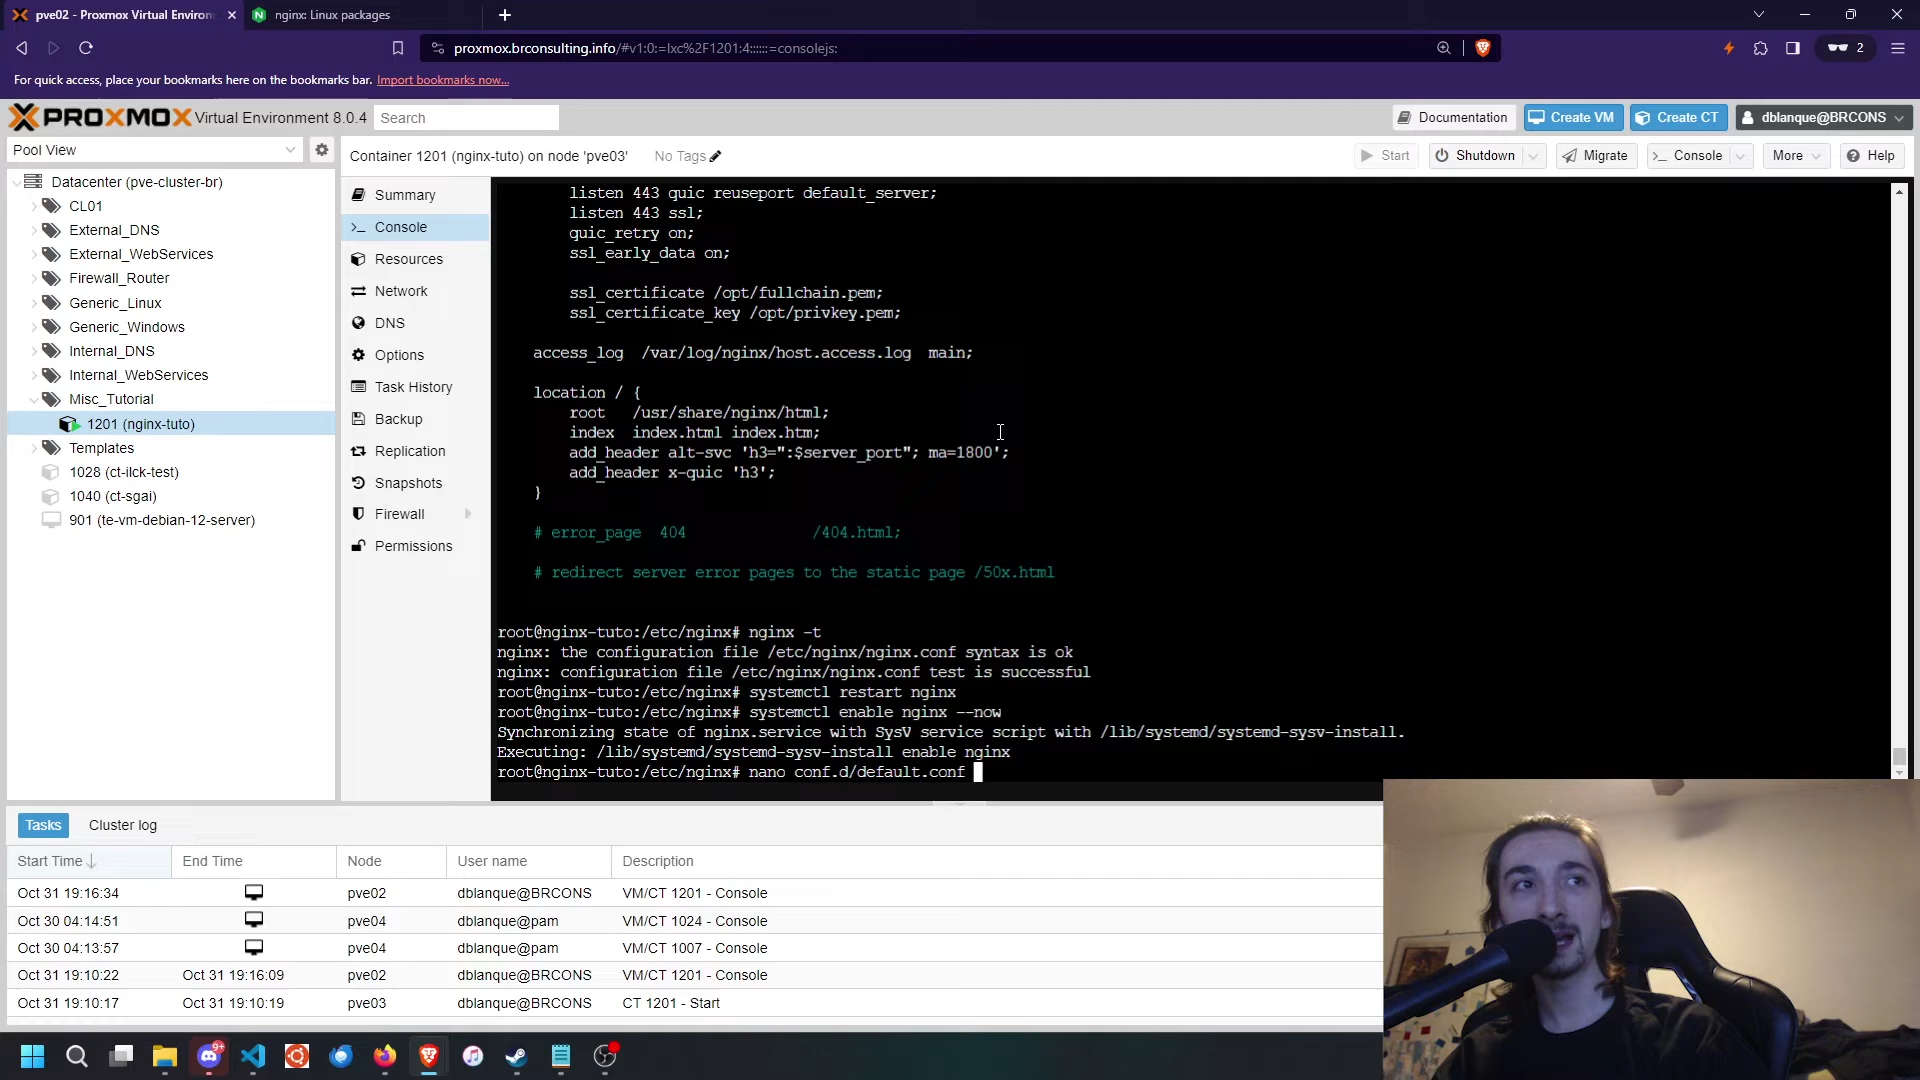 pve02 - Proxmox Virtual Environ
nginx: Linux packages
proxmox.brconsulting.info/#v1:0:=lxc%2F1201:4::::::=consolejs:
2
For quick access, place your bookmarks here on the bookmarks bar. Import bookmarks now...
PROXMOX Virtual Environment 8.0.4
Search
Documentation
Create VM
Create CT
dblanque@BRCONS
Pool View
Container 1201 (nginx-tuto) on node 'pve03'
No Tags
Start
Shutdown
Migrate
Console
More
Help
Datacenter (pve-cluster-br)
CL01
External_DNS
External_WebServices
Firewall_Router
Generic_Linux
Generic_Windows
Internal_DNS
Internal_WebServices
Misc_Tutorial
1201 (nginx-tuto)
Templates
1028 (ct-ilck-test)
1040 (ct-sgai)
901 (te-vm-debian-12-server)
Summary
Console
Resources
Network
DNS
Options
Task History
Backup
Replication
Snapshots
Firewall
Permissions
listen 443 quic reuseport default_server;
listen 443 ssl;
quic_retry on;
ssl_early_data on;
ssl_certificate /opt/fullchain.pem;
ssl_certificate_key /opt/privkey.pem;
access_log  /var/log/nginx/host.access.log  main;
location / {
root   /usr/share/nginx/html;
index  index.html index.htm;
add_header alt-svc 'h3=":$server_port"; ma=1800';
add_header x-quic 'h3';
}
# error_page  404              /404.html;
# redirect server error pages to the static page /50x.html
root@nginx-tuto:/etc/nginx# nginx -t
nginx: the configuration file /etc/nginx/nginx.conf syntax is ok
nginx: configuration file /etc/nginx/nginx.conf test is successful
root@nginx-tuto:/etc/nginx# systemctl restart nginx
root@nginx-tuto:/etc/nginx# systemctl enable nginx --now
Synchronizing state of nginx.service with SysV service script with /lib/systemd/systemd-sysv-install.
Executing: /lib/systemd/systemd-sysv-install enable nginx
root@nginx-tuto:/etc/nginx# nano conf.d/default.conf
Tasks
Cluster log
Start Time End Time Node User name Description
Oct 31 19:16:34 pve02 dblanque@BRCONS VM/CT 1201 - Console
Oct 30 04:14:51 pve04 dblanque@pam VM/CT 1024 - Console
Oct 30 04:13:57 pve04 dblanque@pam VM/CT 1007 - Console
Oct 31 19:10:22 Oct 31 19:16:09 pve02 dblanque@BRCONS VM/CT 1201 - Console
Oct 31 19:10:17 Oct 31 19:10:19 pve03 dblanque@BRCONS CT 1201 - Start
9+